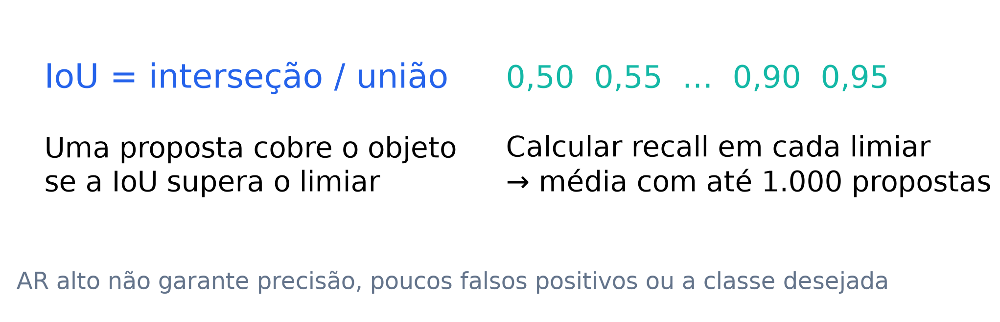 IoU = interseção / união
Uma proposta cobre o objeto
se a IoU supera o limiar
0,50 0,55 … 0,90 0,95
Calcular recall em cada limiar
→ média com até 1.000 propostas
AR alto não garante precisão, poucos falsos positivos ou a classe desejada